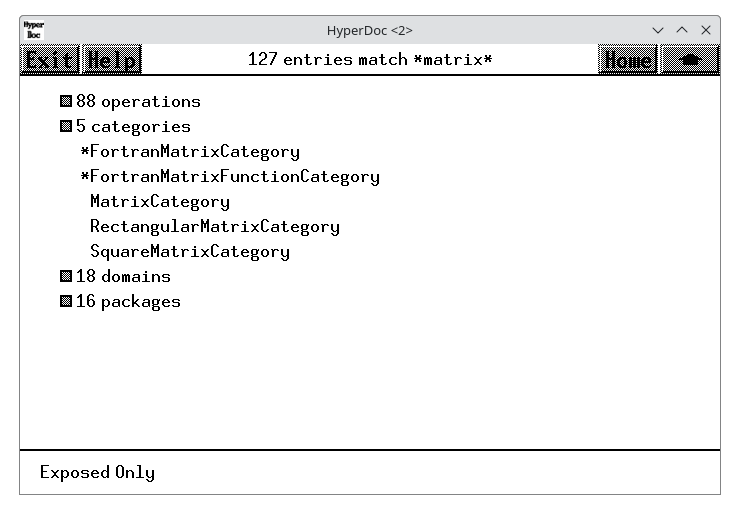 Hyper
Doc
HyperDoc <2>
Exit Help 127 entries match *matrix* Home
88 operations
5 categories
*FortranMatrixCategory
*FortranMatrixFunctionCategory
MatrixCategory
RectangularMatrixCategory
SquareMatrixCategory
18 domains
16 packages
Exposed Only